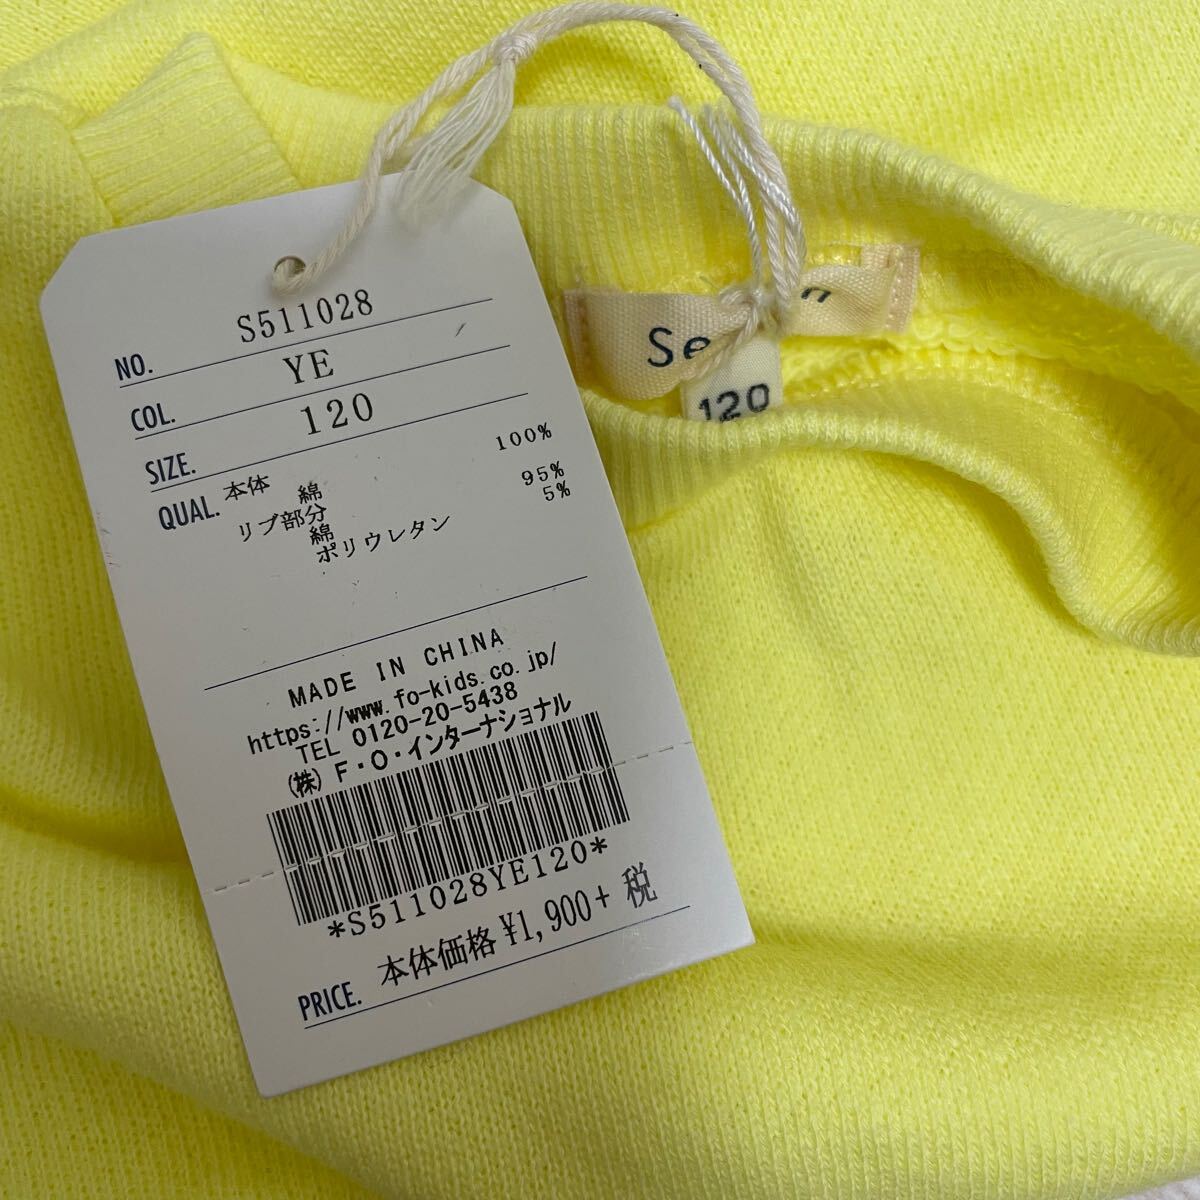 NO. S511028
COL. YE
SIZE. 120
QUAL. 本体 綿 100%
リブ部分
綿 95%
ポリウレタン 5%
MADE IN CHINA
https://www.fo-kids.co.jp/
TEL 0120-20-5438
(株) F・O・インターナショナル
*S511028YE120*
PRICE. 本体価格 ¥1,900+ 税
120